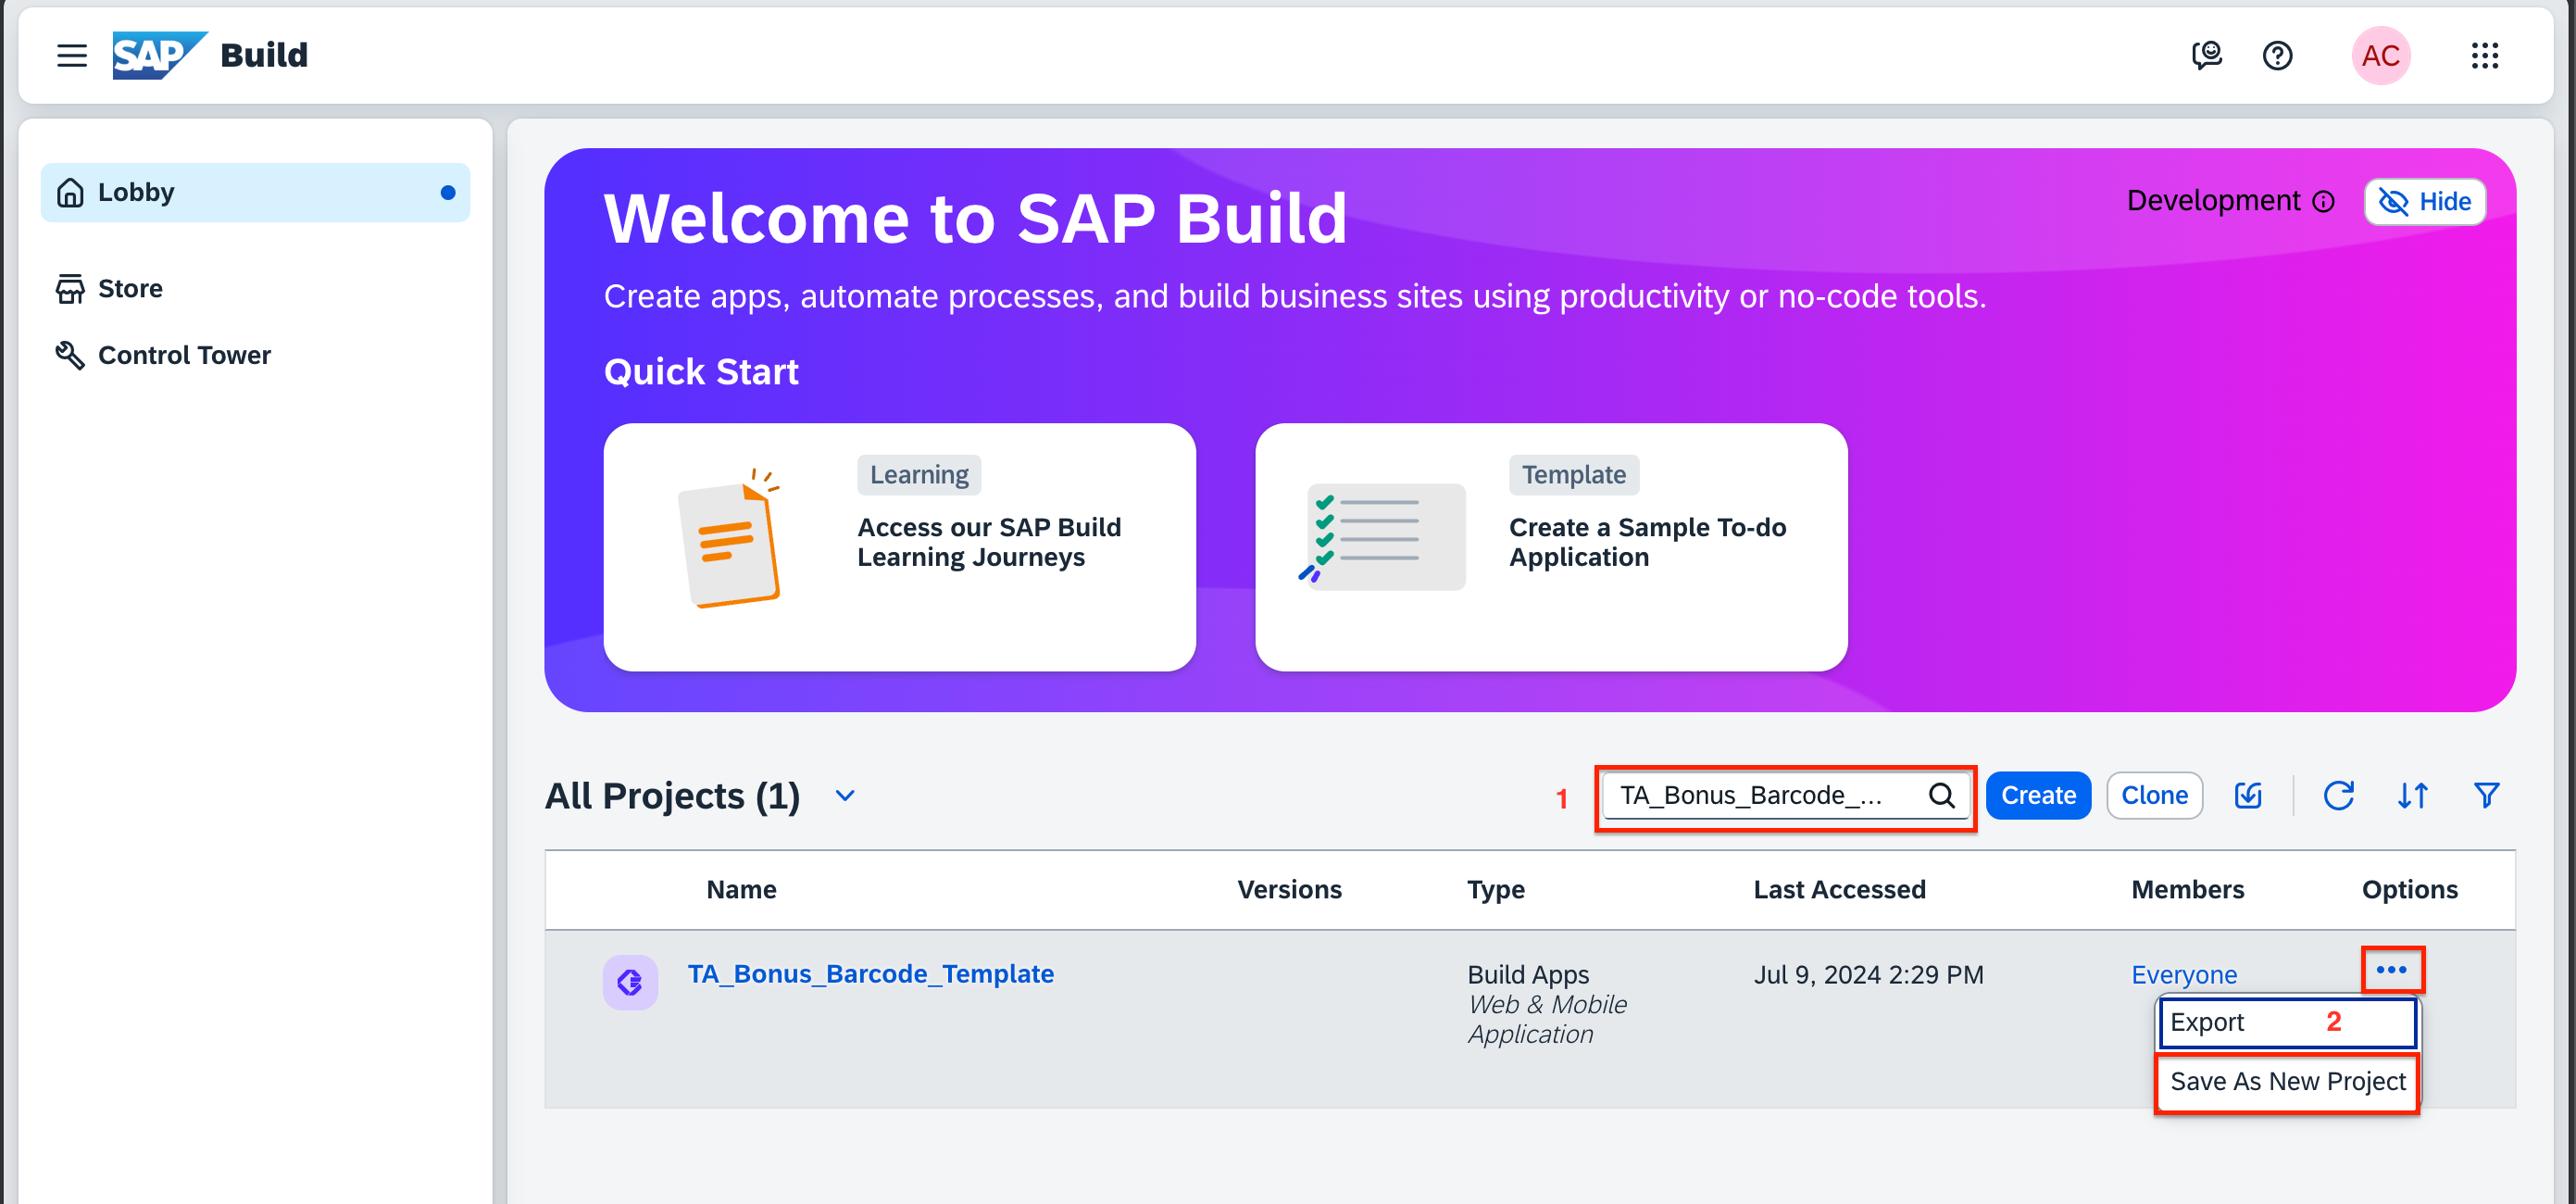 SAP Build
AC
Lobby
Store
Control Tower
Welcome to SAP Build
Development
Hide
Create apps, automate processes, and build business sites using productivity or no-code tools.
Quick Start
Learning
Access our SAP Build
Learning Journeys
Template
Create a Sample To-do
Application
All Projects (1)
1
TA_Bonus_Barcode_...
Create
Clone
Name Versions Type Last Accessed Members Options
TA_Bonus_Barcode_Template
Build Apps
Web & Mobile
Application
Jul 9, 2024 2:29 PM
Everyone
Export 2
Save As New Project